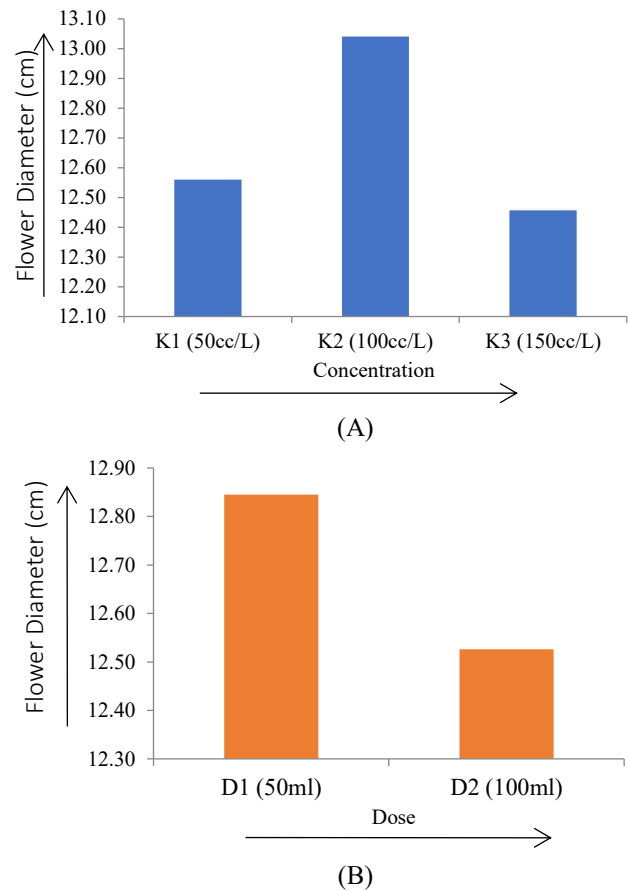 Flower Diameter (cm)
13.10
13.00
12.90
12.80
12.70
12.60
12.50
12.40
12.30
12.20
12.10
K1 (50cc/L) K2 (100cc/L) K3 (150cc/L)
Concentration
(A)
Flower Diameter (cm)
12.90
12.80
12.70
12.60
12.50
12.40
12.30
D1 (50ml) D2 (100ml)
Dose
(B)